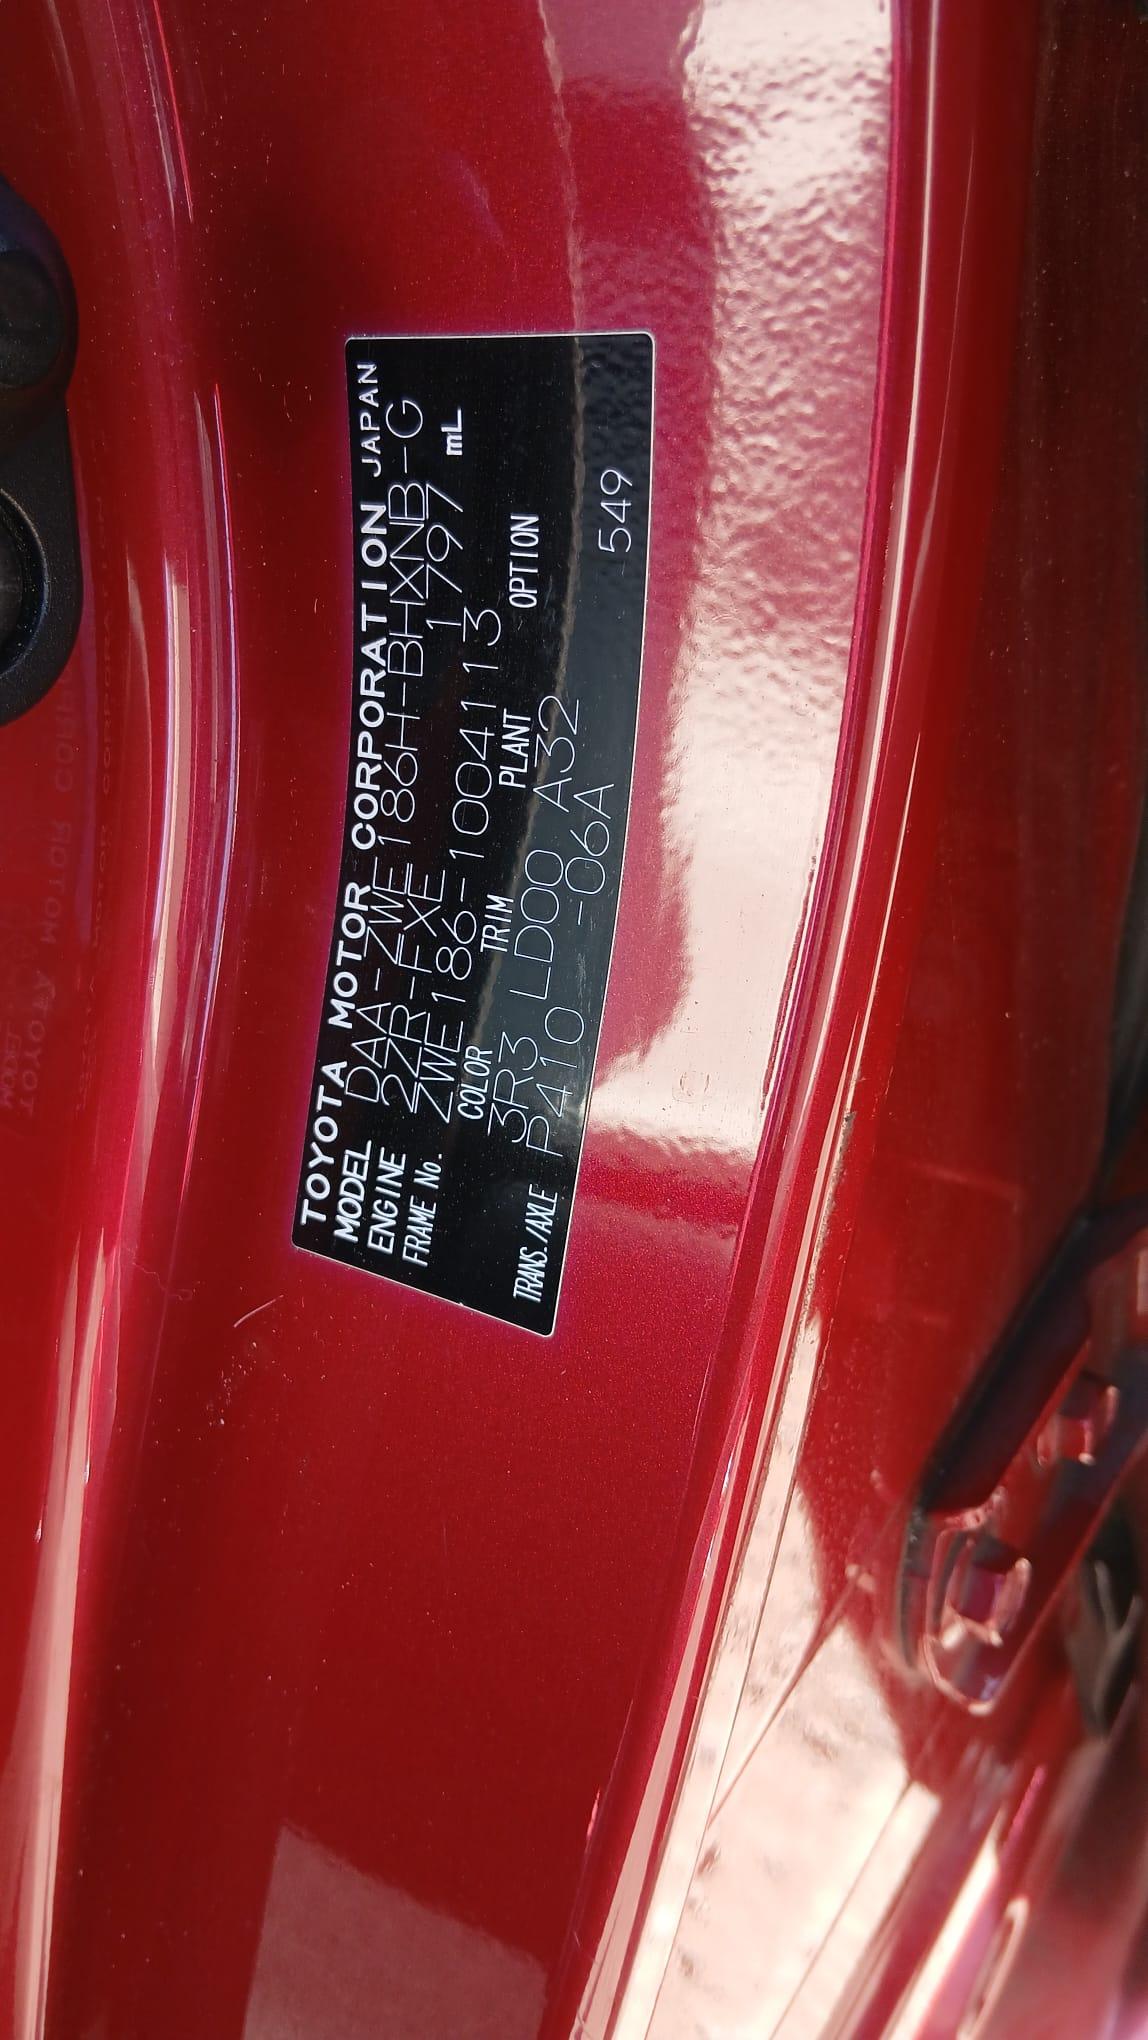 TOYOTA MOTOR CORPORATION JAPAN
MODEL DAA-ZWE186H-BHXNB-G
ENGINE 2ZR-FXE 1797 mL
FRAME No. ZWE186-1004113
COLOR TRIM PLANT OPTION
3R3 LD00 A32
TRANS./AXLE P410 -06A 549